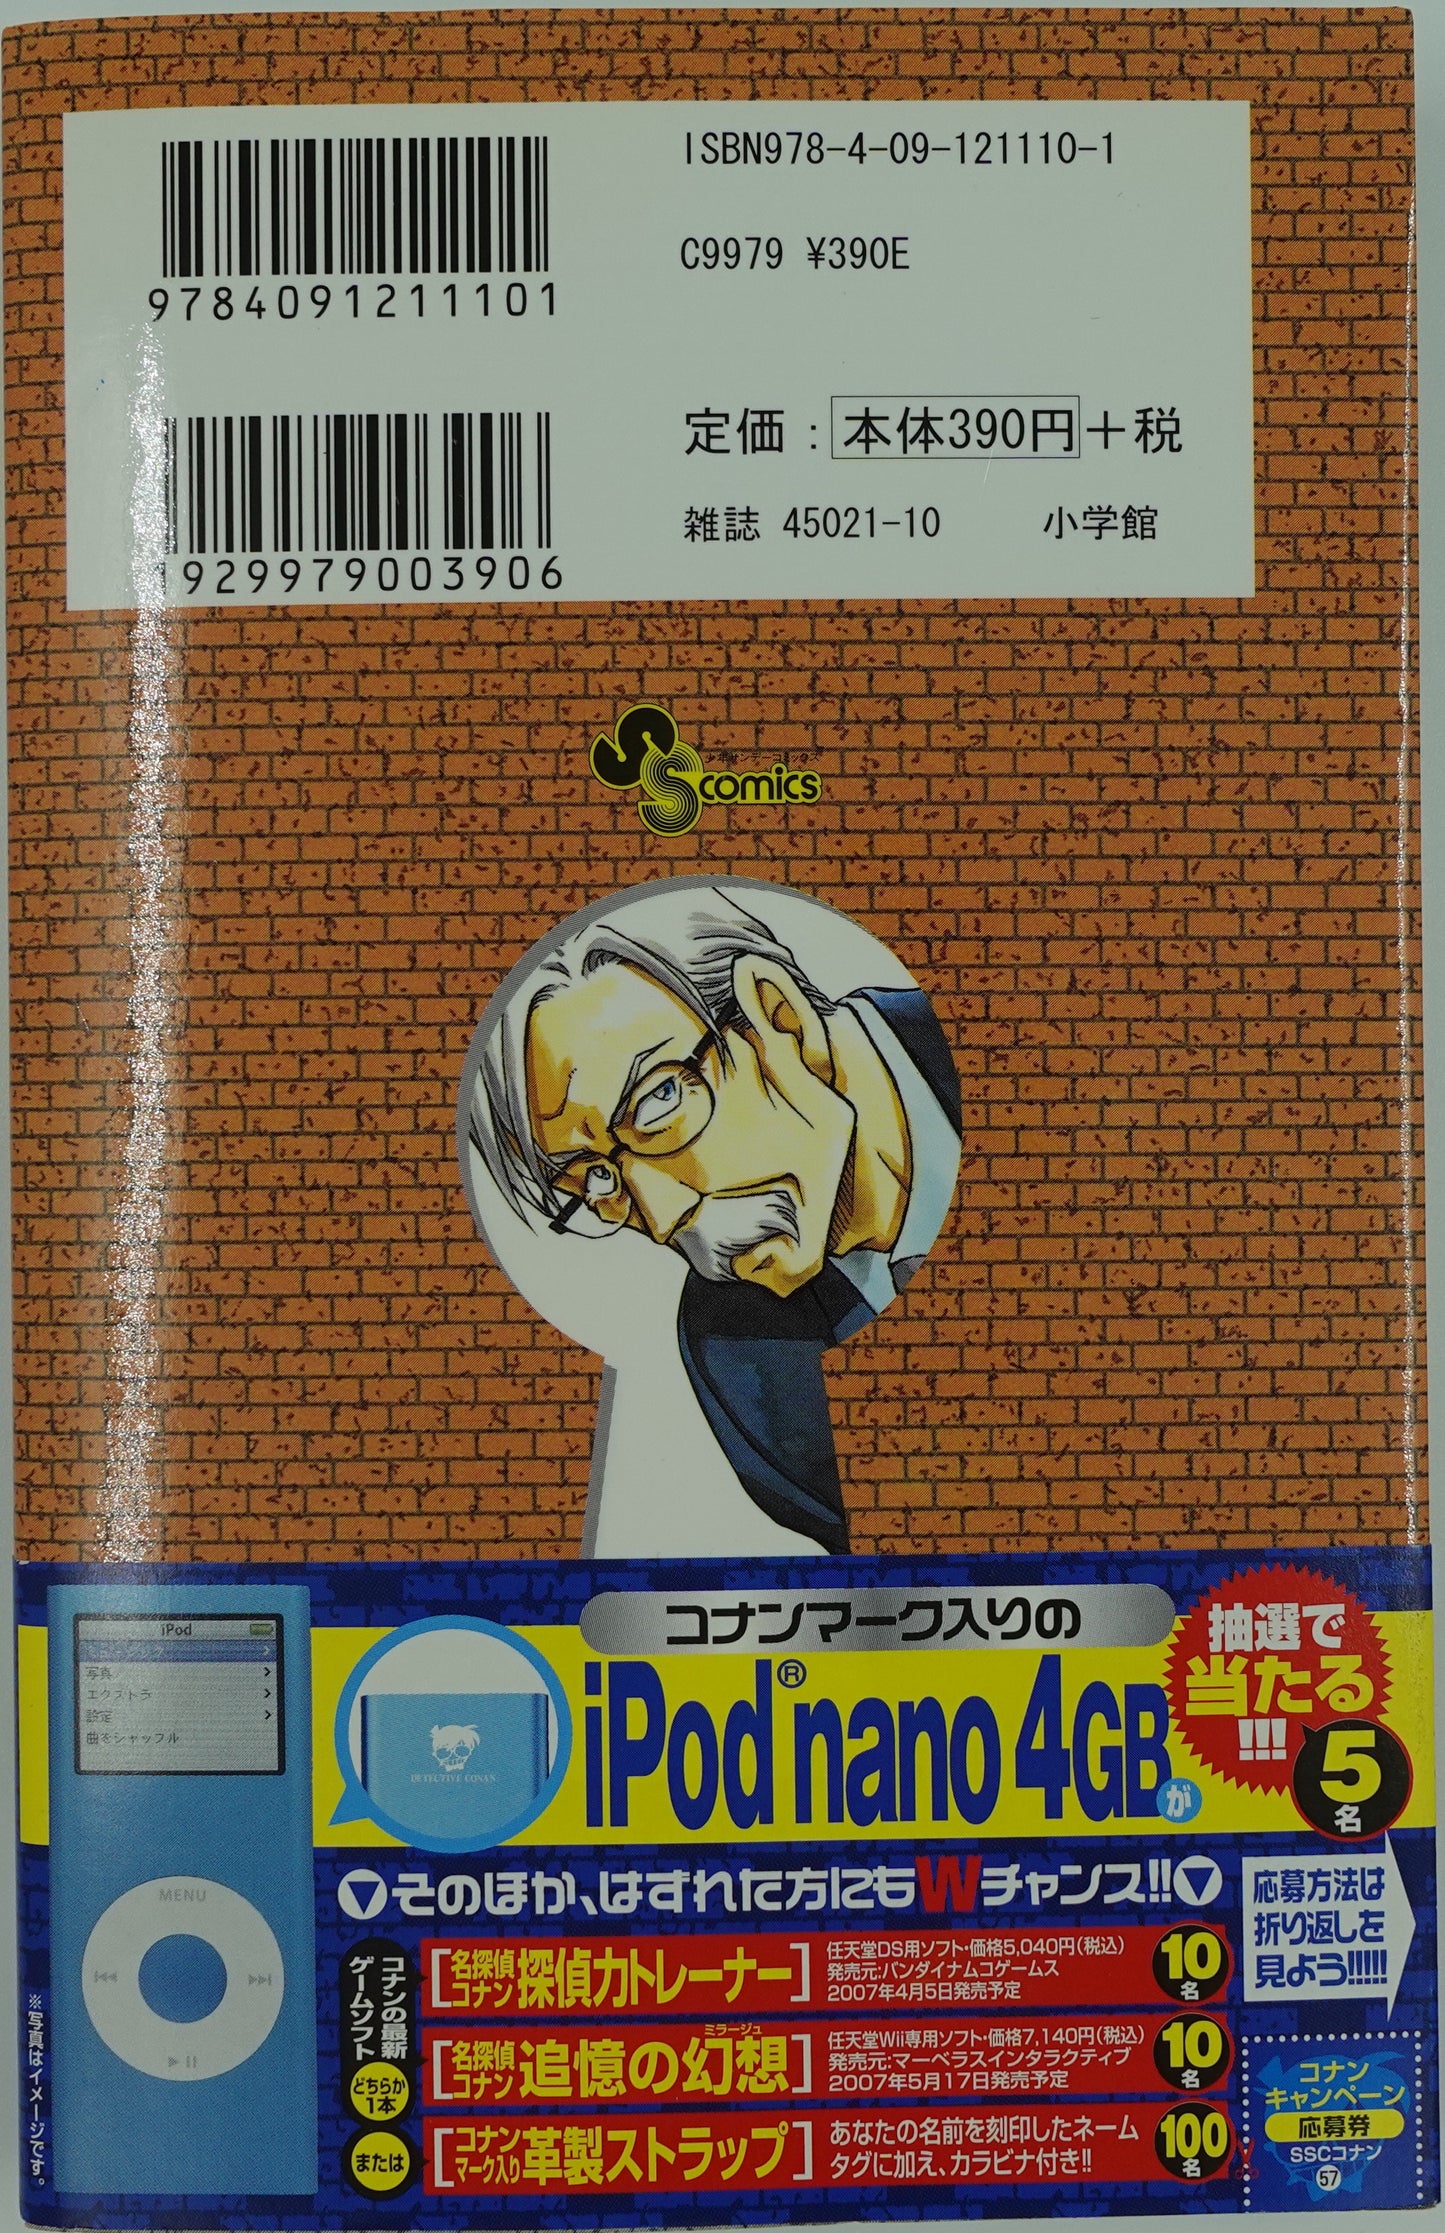 ISBN978-4-09-121110-1
9784091211101
C9979 ¥390E
定価：本体390円＋税
雑誌 45021-10 小学館
1929979003906
少年サンデーコミックス
SS comics
コナンマーク入りの
iPod® nano 4GBが
抽選で
当たる
!!!
5名
iPod
写真
エクストラ
設定
曲をシャッフル
MENU
DETECTIVE CONAN
▽そのほか、はずれた方にもWチャンス!!▽
コナンの最新
ゲームソフト
どちらか
1本
または
[名探偵コナン 探偵力トレーナー]
任天堂DS用ソフト・価格5,040円(税込)
発売元:バンダイナムコゲームス
2007年4月5日発売予定
10名
[名探偵コナン 追憶の幻想]
ミラージュ
任天堂Wii専用ソフト・価格7,140円(税込)
発売元:マーベラスインタラクティブ
2007年5月17日発売予定
10名
[コナンマーク入り 革製ストラップ]
あなたの名前を刻印したネーム
タグに加え、カラビナ付き!!
100名
応募方法は
折り返しを
見よう!!!!!
コナン
キャンペーン
応募券
SSCコナン
57
※写真はイメージです。